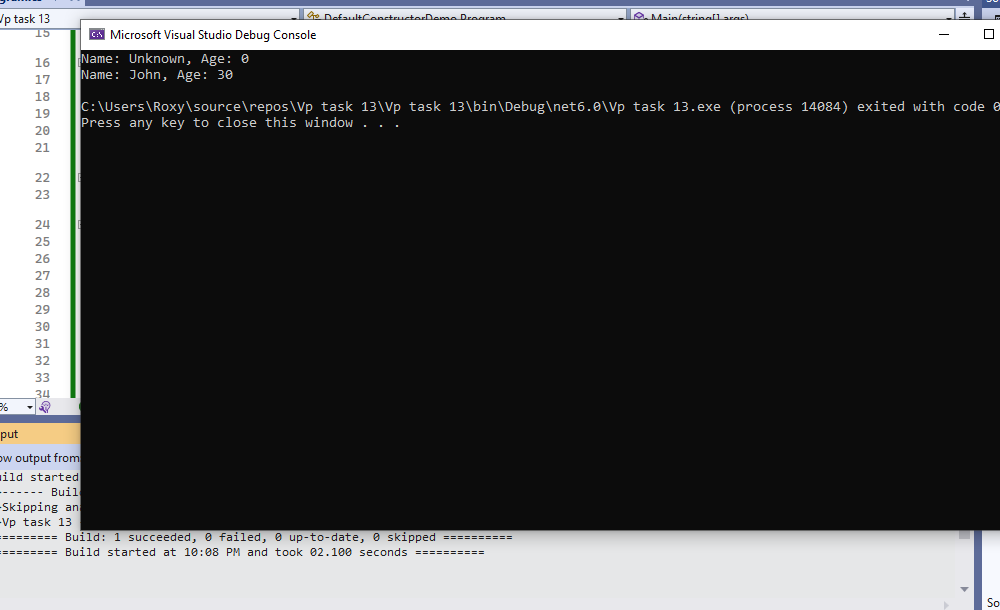 Vp task 13
DefaultConstructorDemo.Program
Main(string[] args)
Microsoft Visual Studio Debug Console
Name: Unknown, Age: 0
Name: John, Age: 30
C:\Users\Roxy\source\repos\Vp task 13\Vp task 13\bin\Debug\net6.0\Vp task 13.exe (process 14084) exited with code 0
Press any key to close this window . . .
15
16
17
18
19
20
21
22
23
24
25
26
27
28
29
30
31
32
33
34
%
put
ow output from
uild started
------- Buil
Skipping ana
Vp task 13
========= Build: 1 succeeded, 0 failed, 0 up-to-date, 0 skipped ==========
========= Build started at 10:08 PM and took 02.100 seconds ==========
So